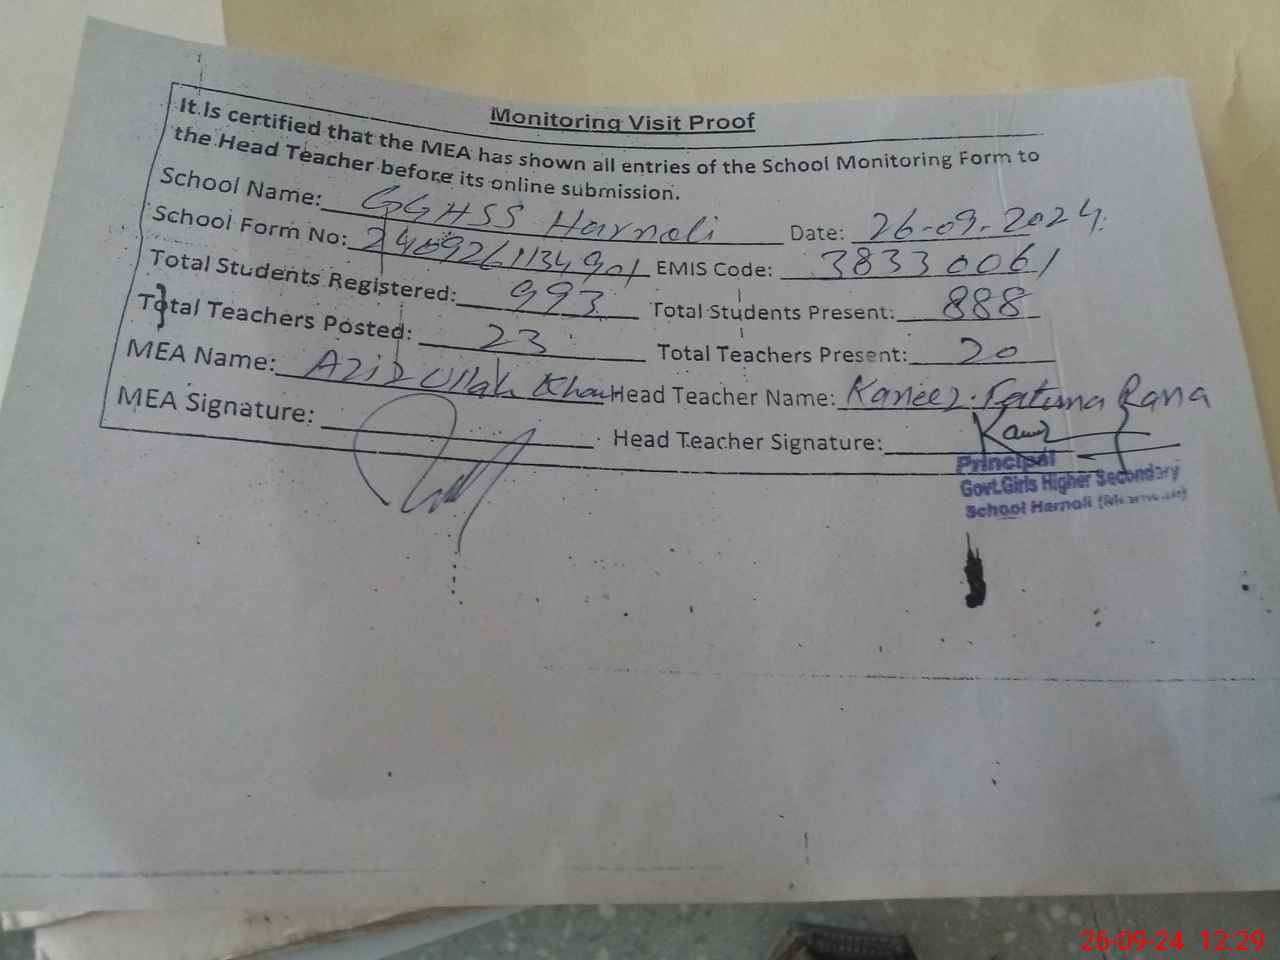 Monitoring Visit Proof
It Is certified that the MEA has shown all entries of the School Monitoring Form to
the Head Teacher before its online submission.
School Name: GGHSS Harnoli Date: 26-09-2024.
School Form No: EMIS Code: 38330061
Total Students Registered: 993 Total Students Present: 888
Total Teachers Posted: 23 Total Teachers Present: 20
MEA Name: Aziz Ullah Khan Head Teacher Name: Kaneez Fatima Rana
MEA Signature: Head Teacher Signature:
Principal
Govt.Girls Higher Secondary
School Harnoli
26-09-24 12:29